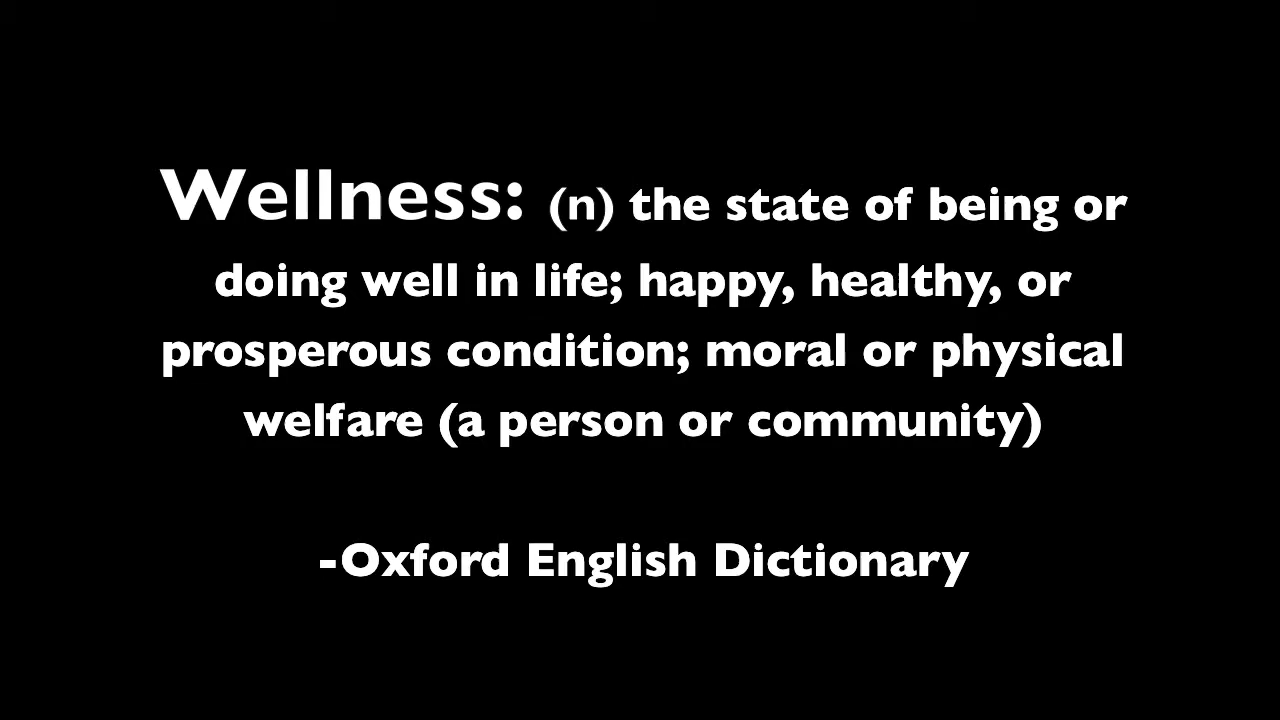 Wellness: (n) the state of being or
doing well in life; happy, healthy, or
prosperous condition; moral or physical
welfare (a person or community)
-Oxford English Dictionary